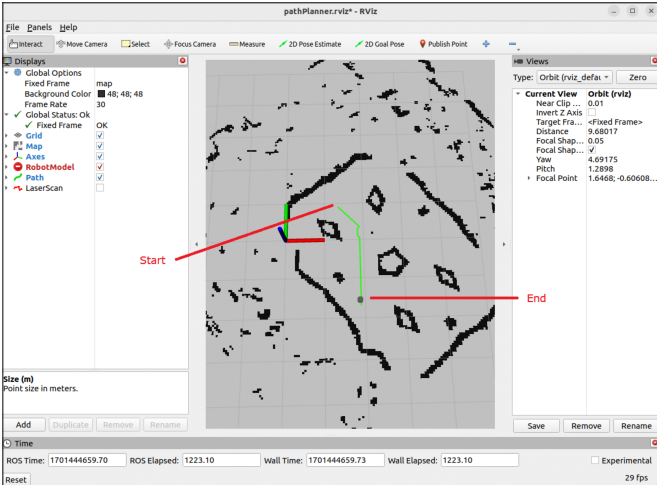 pathPlanner.rviz* - RViz
File Panels Help
Interact Move Camera Select Focus Camera Measure 2D Pose Estimate 2D Goal Pose Publish Point
Displays
Global Options
Fixed Frame map
Background Color 48; 48; 48
Frame Rate 30
Global Status: Ok
Fixed Frame OK
Grid
Map
Axes
RobotModel
Path
LaserScan
Size (m)
Point size in meters.
Add Duplicate Remove Rename
Start
End
Views
Type: Orbit (rviz_defau Zero
Current View Orbit (rviz)
Near Clip ... 0.01
Invert Z Axis
Target Fra... <Fixed Frame>
Distance 9.68017
Focal Shap... 0.05
Focal Shap...
Yaw 4.69175
Pitch 1.2898
Focal Point 1.6468; -0.60608...
Save Remove Rename
Time
ROS Time: 1701444659.70 ROS Elapsed: 1223.10 Wall Time: 1701444659.73 Wall Elapsed: 1223.10 Experimental
Reset 29 fps